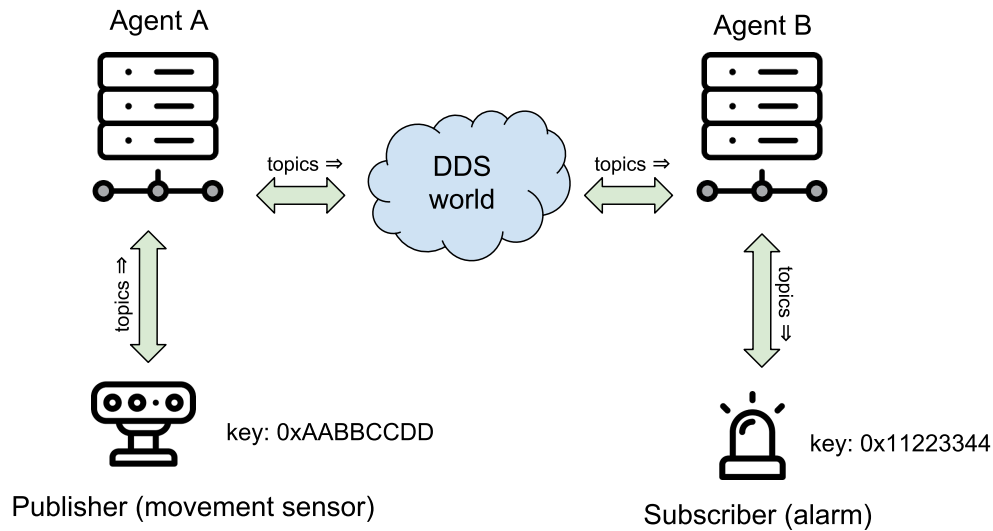 Agent A
Agent B
topics ⇒
DDS
world
topics ⇒
topics ⇒
topics ⇒
key: 0xAABBCCDD
key: 0x11223344
Publisher (movement sensor)
Subscriber (alarm)